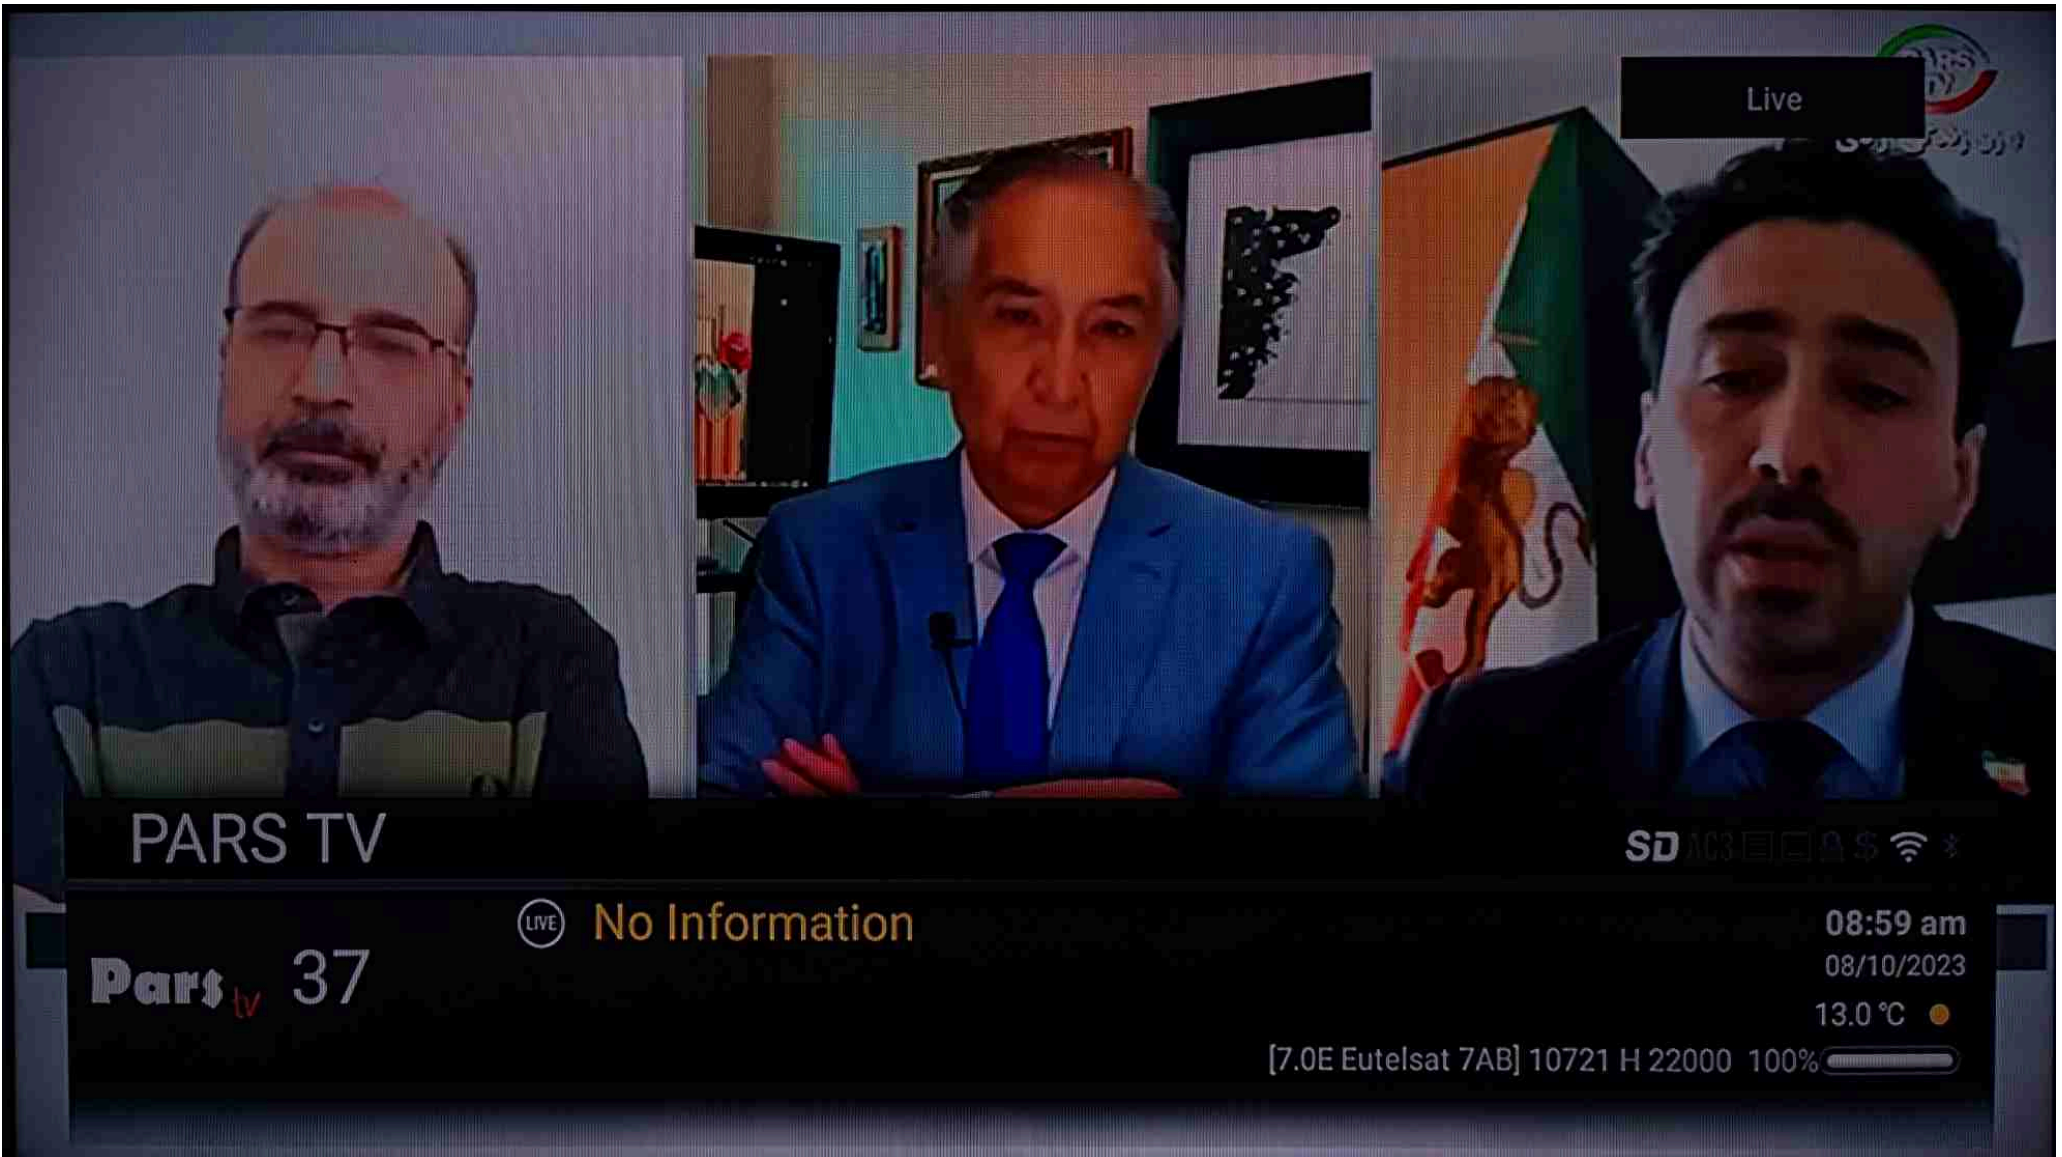 Live
PARS TV
SD
LIVE No Information
08:59 am
Pars tv 37
08/10/2023
13.0 °C
[7.0E Eutelsat 7AB] 10721 H 22000 100%